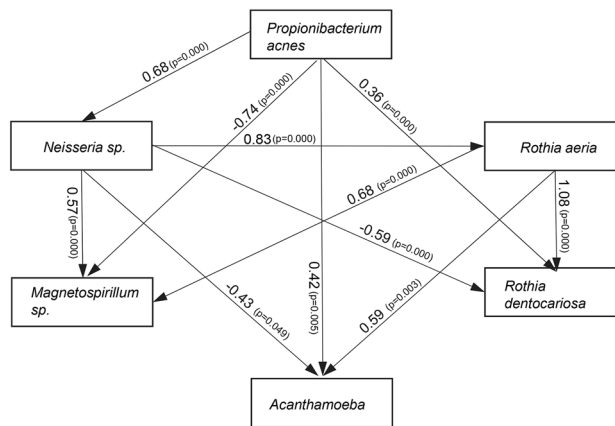 Propionibacterium
acnes
0.68 (p=0.000)
-0.74 (p=0.000)
0.36 (p=0.000)
Neisseria sp.
0.83 (p=0.000)
Rothia aeria
0.57 (p=0.000)
0.68 (p=0.000)
1.08 (p=0.000)
-0.59 (p=0.000)
Magnetospirillum
sp.
-0.43 (p=0.049)
0.42 (p=0.005)
0.59 (p=0.003)
Rothia
dentocariosa
Acanthamoeba